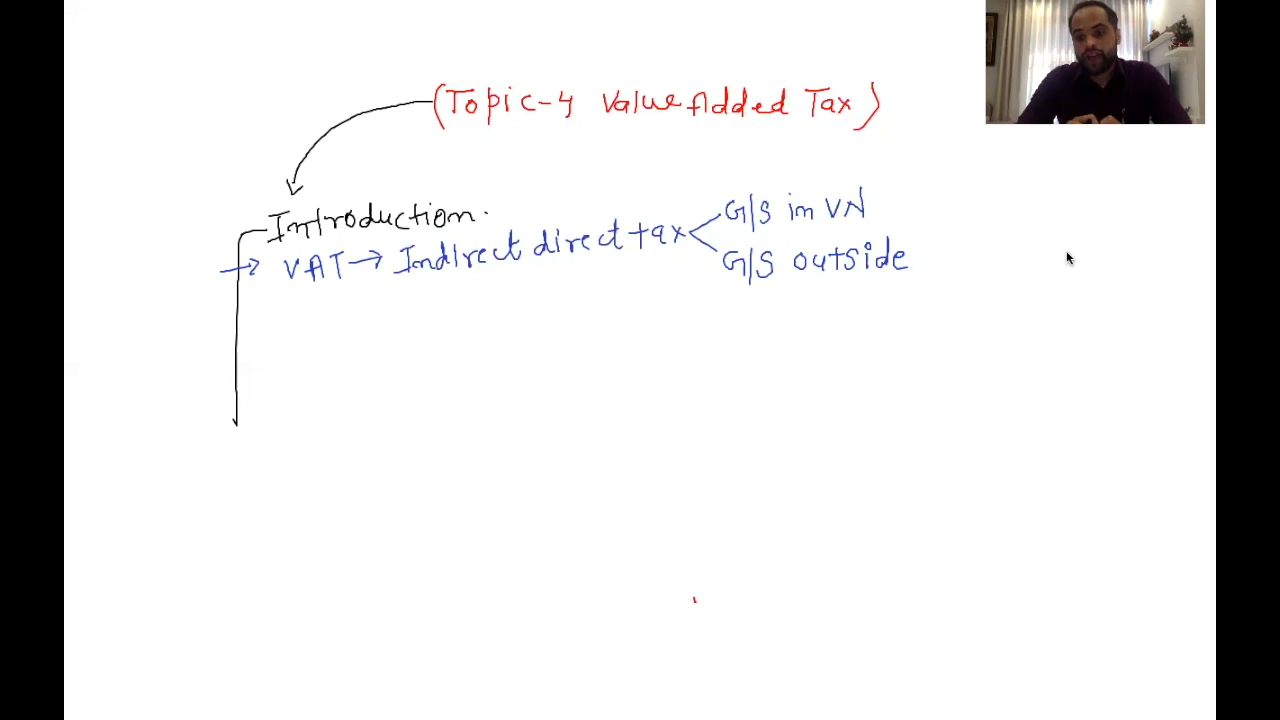 (Topic-4 Value Added Tax)
Introduction.
VAT → Indirect direct tax
G/S in VN
G/S outside